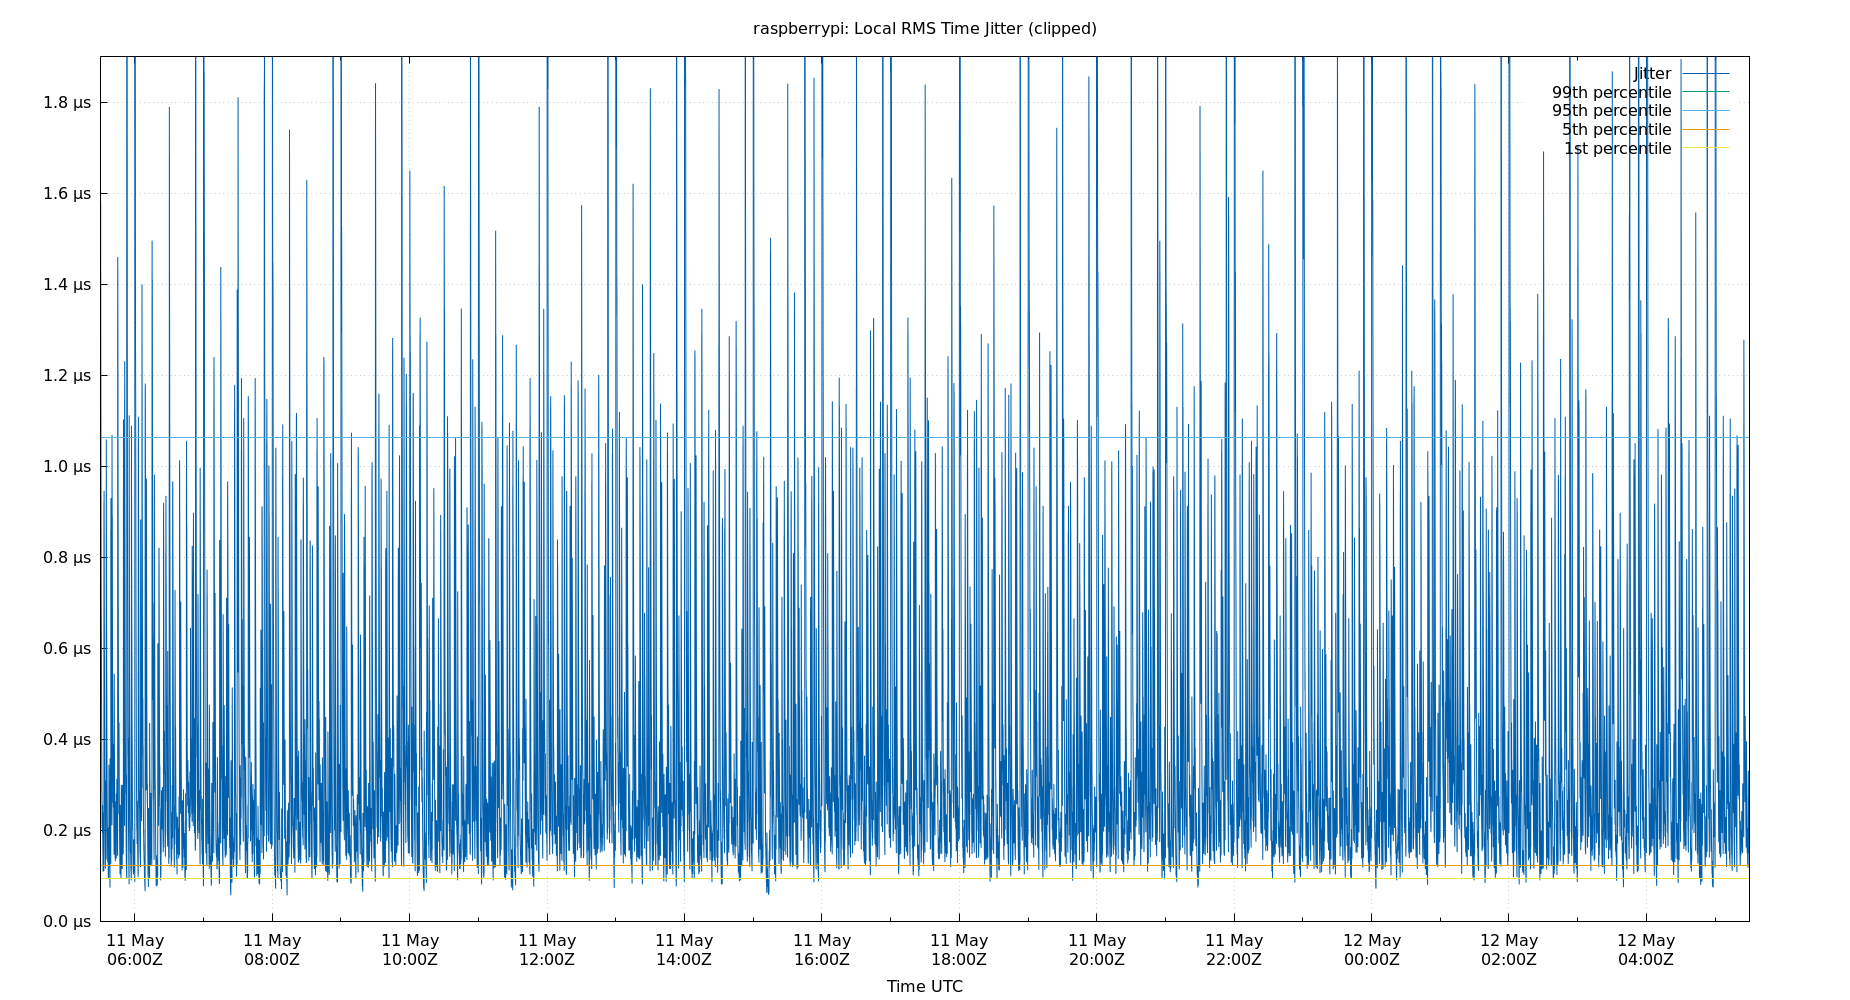 raspberrypi: Local RMS Time Jitter (clipped)
Jitter
99th percentile
95th percentile
5th percentile
1st percentile
1.8 µs
1.6 µs
1.4 µs
1.2 µs
1.0 µs
0.8 µs
0.6 µs
0.4 µs
0.2 µs
0.0 µs
11 May 11 May 11 May 11 May 11 May 11 May 11 May 11 May 11 May 12 May 12 May 12 May
06:00Z 08:00Z 10:00Z 12:00Z 14:00Z 16:00Z 18:00Z 20:00Z 22:00Z 00:00Z 02:00Z 04:00Z
Time UTC